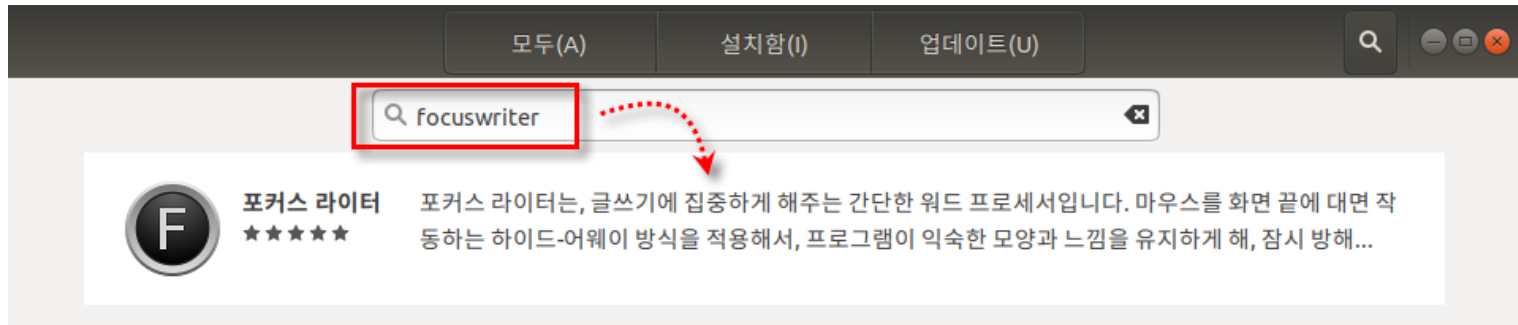 모두(A) 설치함(I) 업데이트(U)
focuswriter
포커스 라이터 포커스 라이터는, 글쓰기에 집중하게 해주는 간단한 워드 프로세서입니다. 마우스를 화면 끝에 대면 작
동하는 하이드-어웨이 방식을 적용해서, 프로그램이 익숙한 모양과 느낌을 유지하게 해, 잠시 방해...
F